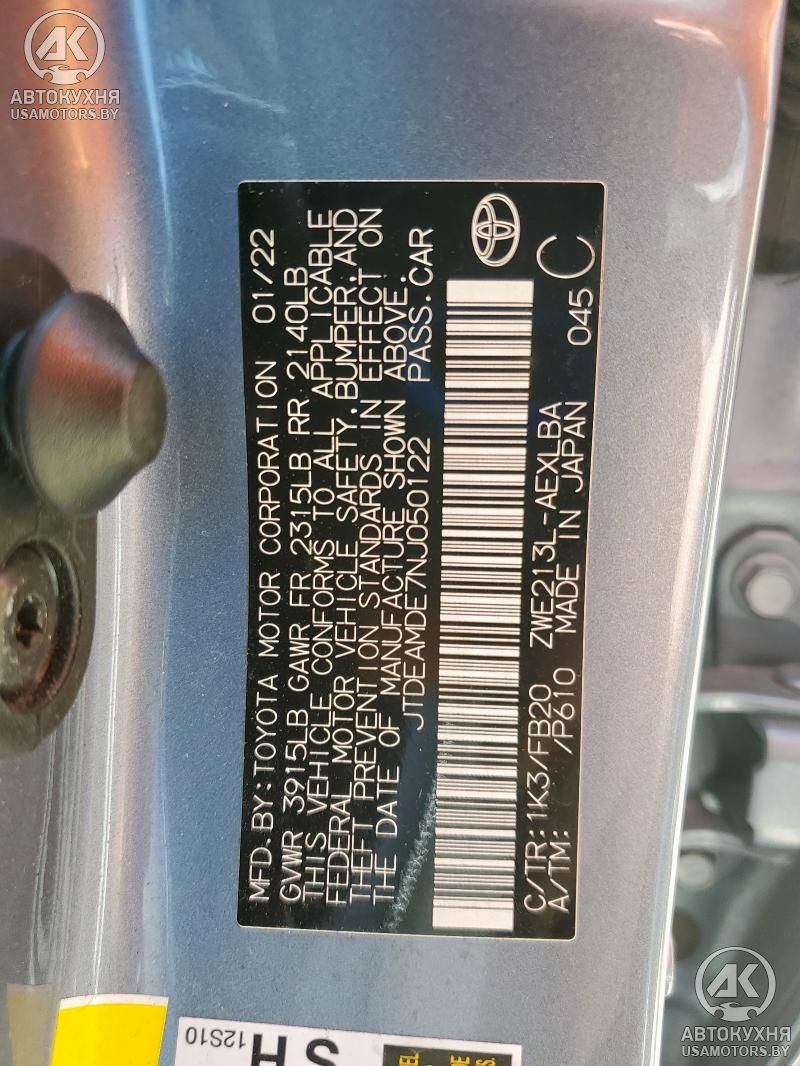 AK
АВТОКУХНЯ
USAMOTORS.BY
MFD. BY: TOYOTA MOTOR CORPORATION 01/22
GVWR 3915LB GAWR FR 2315LB RR 2140LB
THIS VEHICLE CONFORMS TO ALL APPLICABLE
FEDERAL MOTOR VEHICLE SAFETY, BUMPER, AND
THEFT PREVENTION STANDARDS IN EFFECT ON
THE DATE OF MANUFACTURE SHOWN ABOVE.
JTDEAMDE7NJ050122 PASS. CAR
C/TR: 1K3/FB20 ZWE213L-AEXLBA
A/TM: /P610 MADE IN JAPAN 045 C
SH
12S10
AK
АВТОКУХНЯ
USAMOTORS.BY